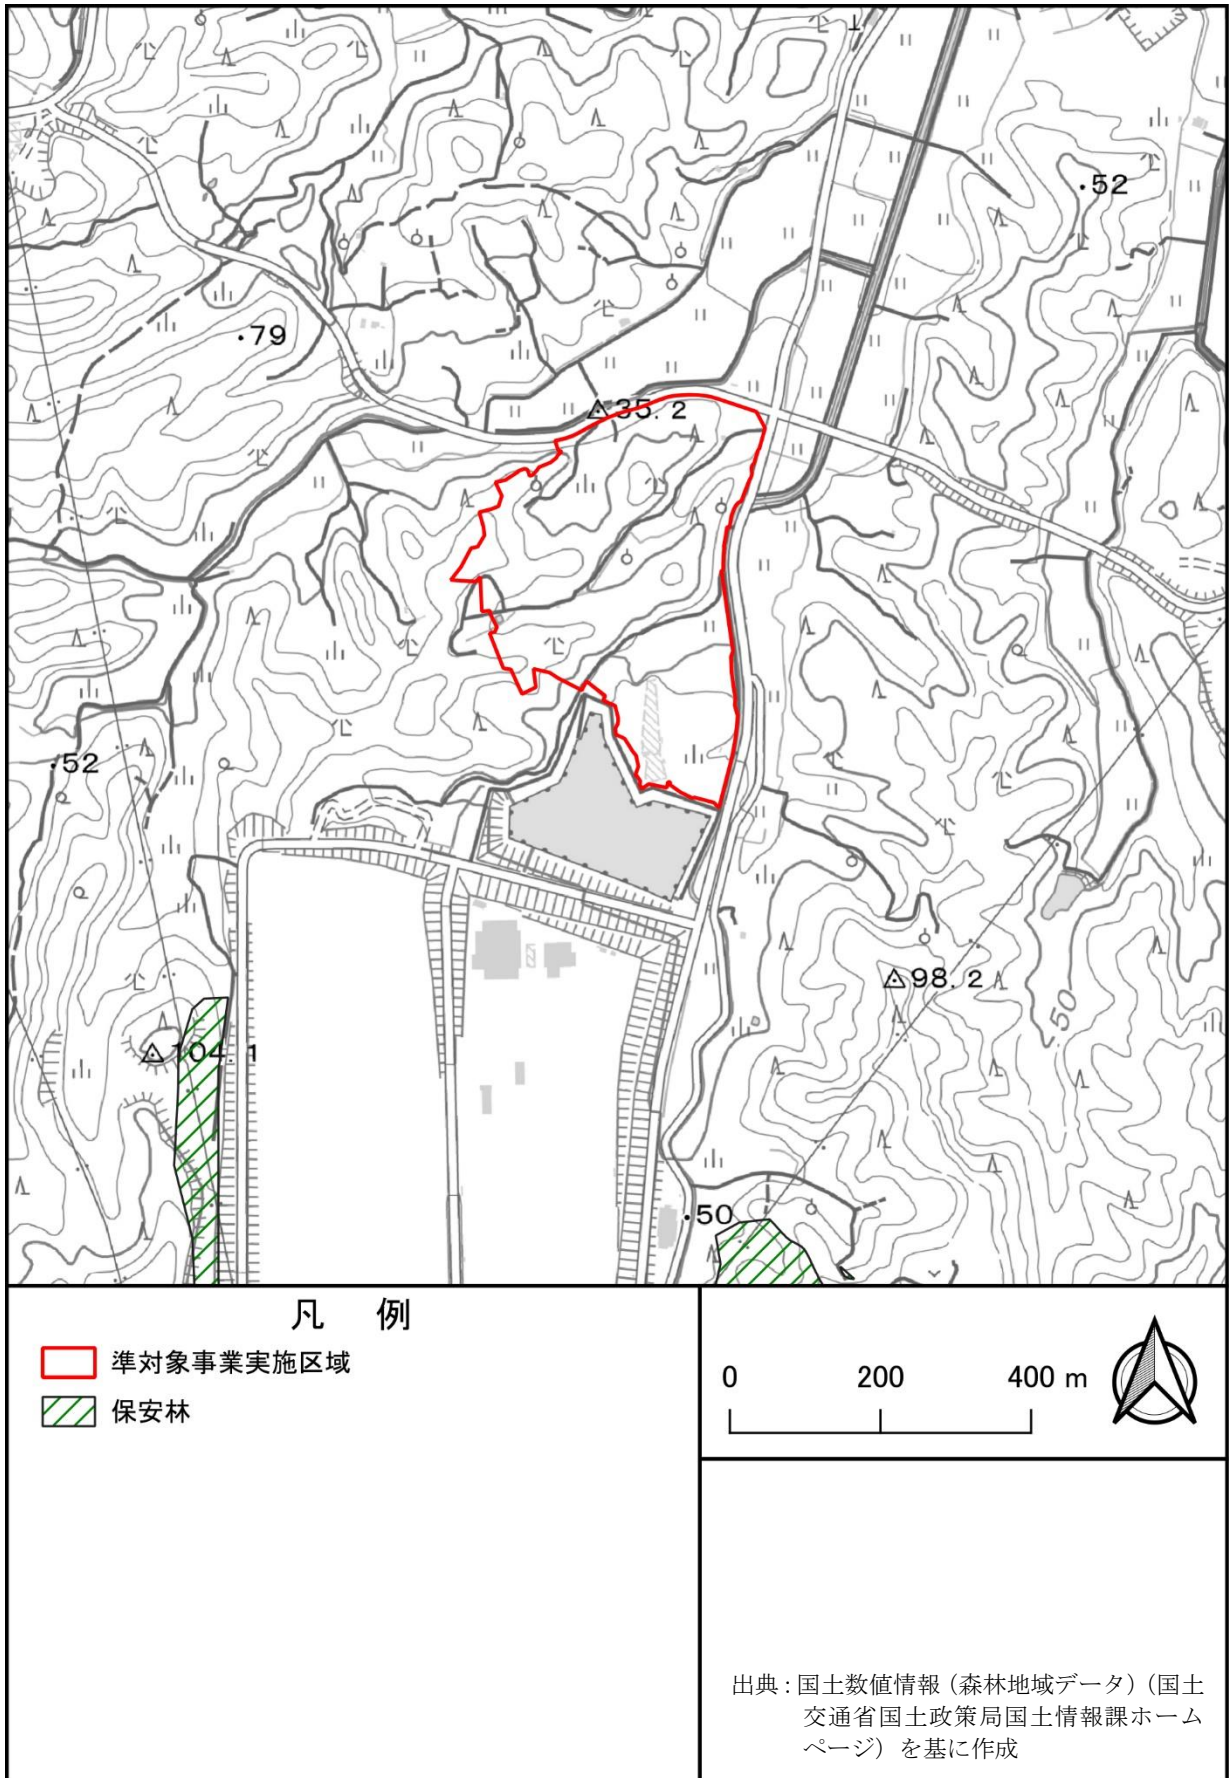 52
79
35.2
52
98.2
50
104.1
50
凡 例
準対象事業実施区域
保安林
0 200 400 m
出典：国土数値情報（森林地域データ）（国土
交通省国土政策局国土情報課ホーム
ページ）を基に作成